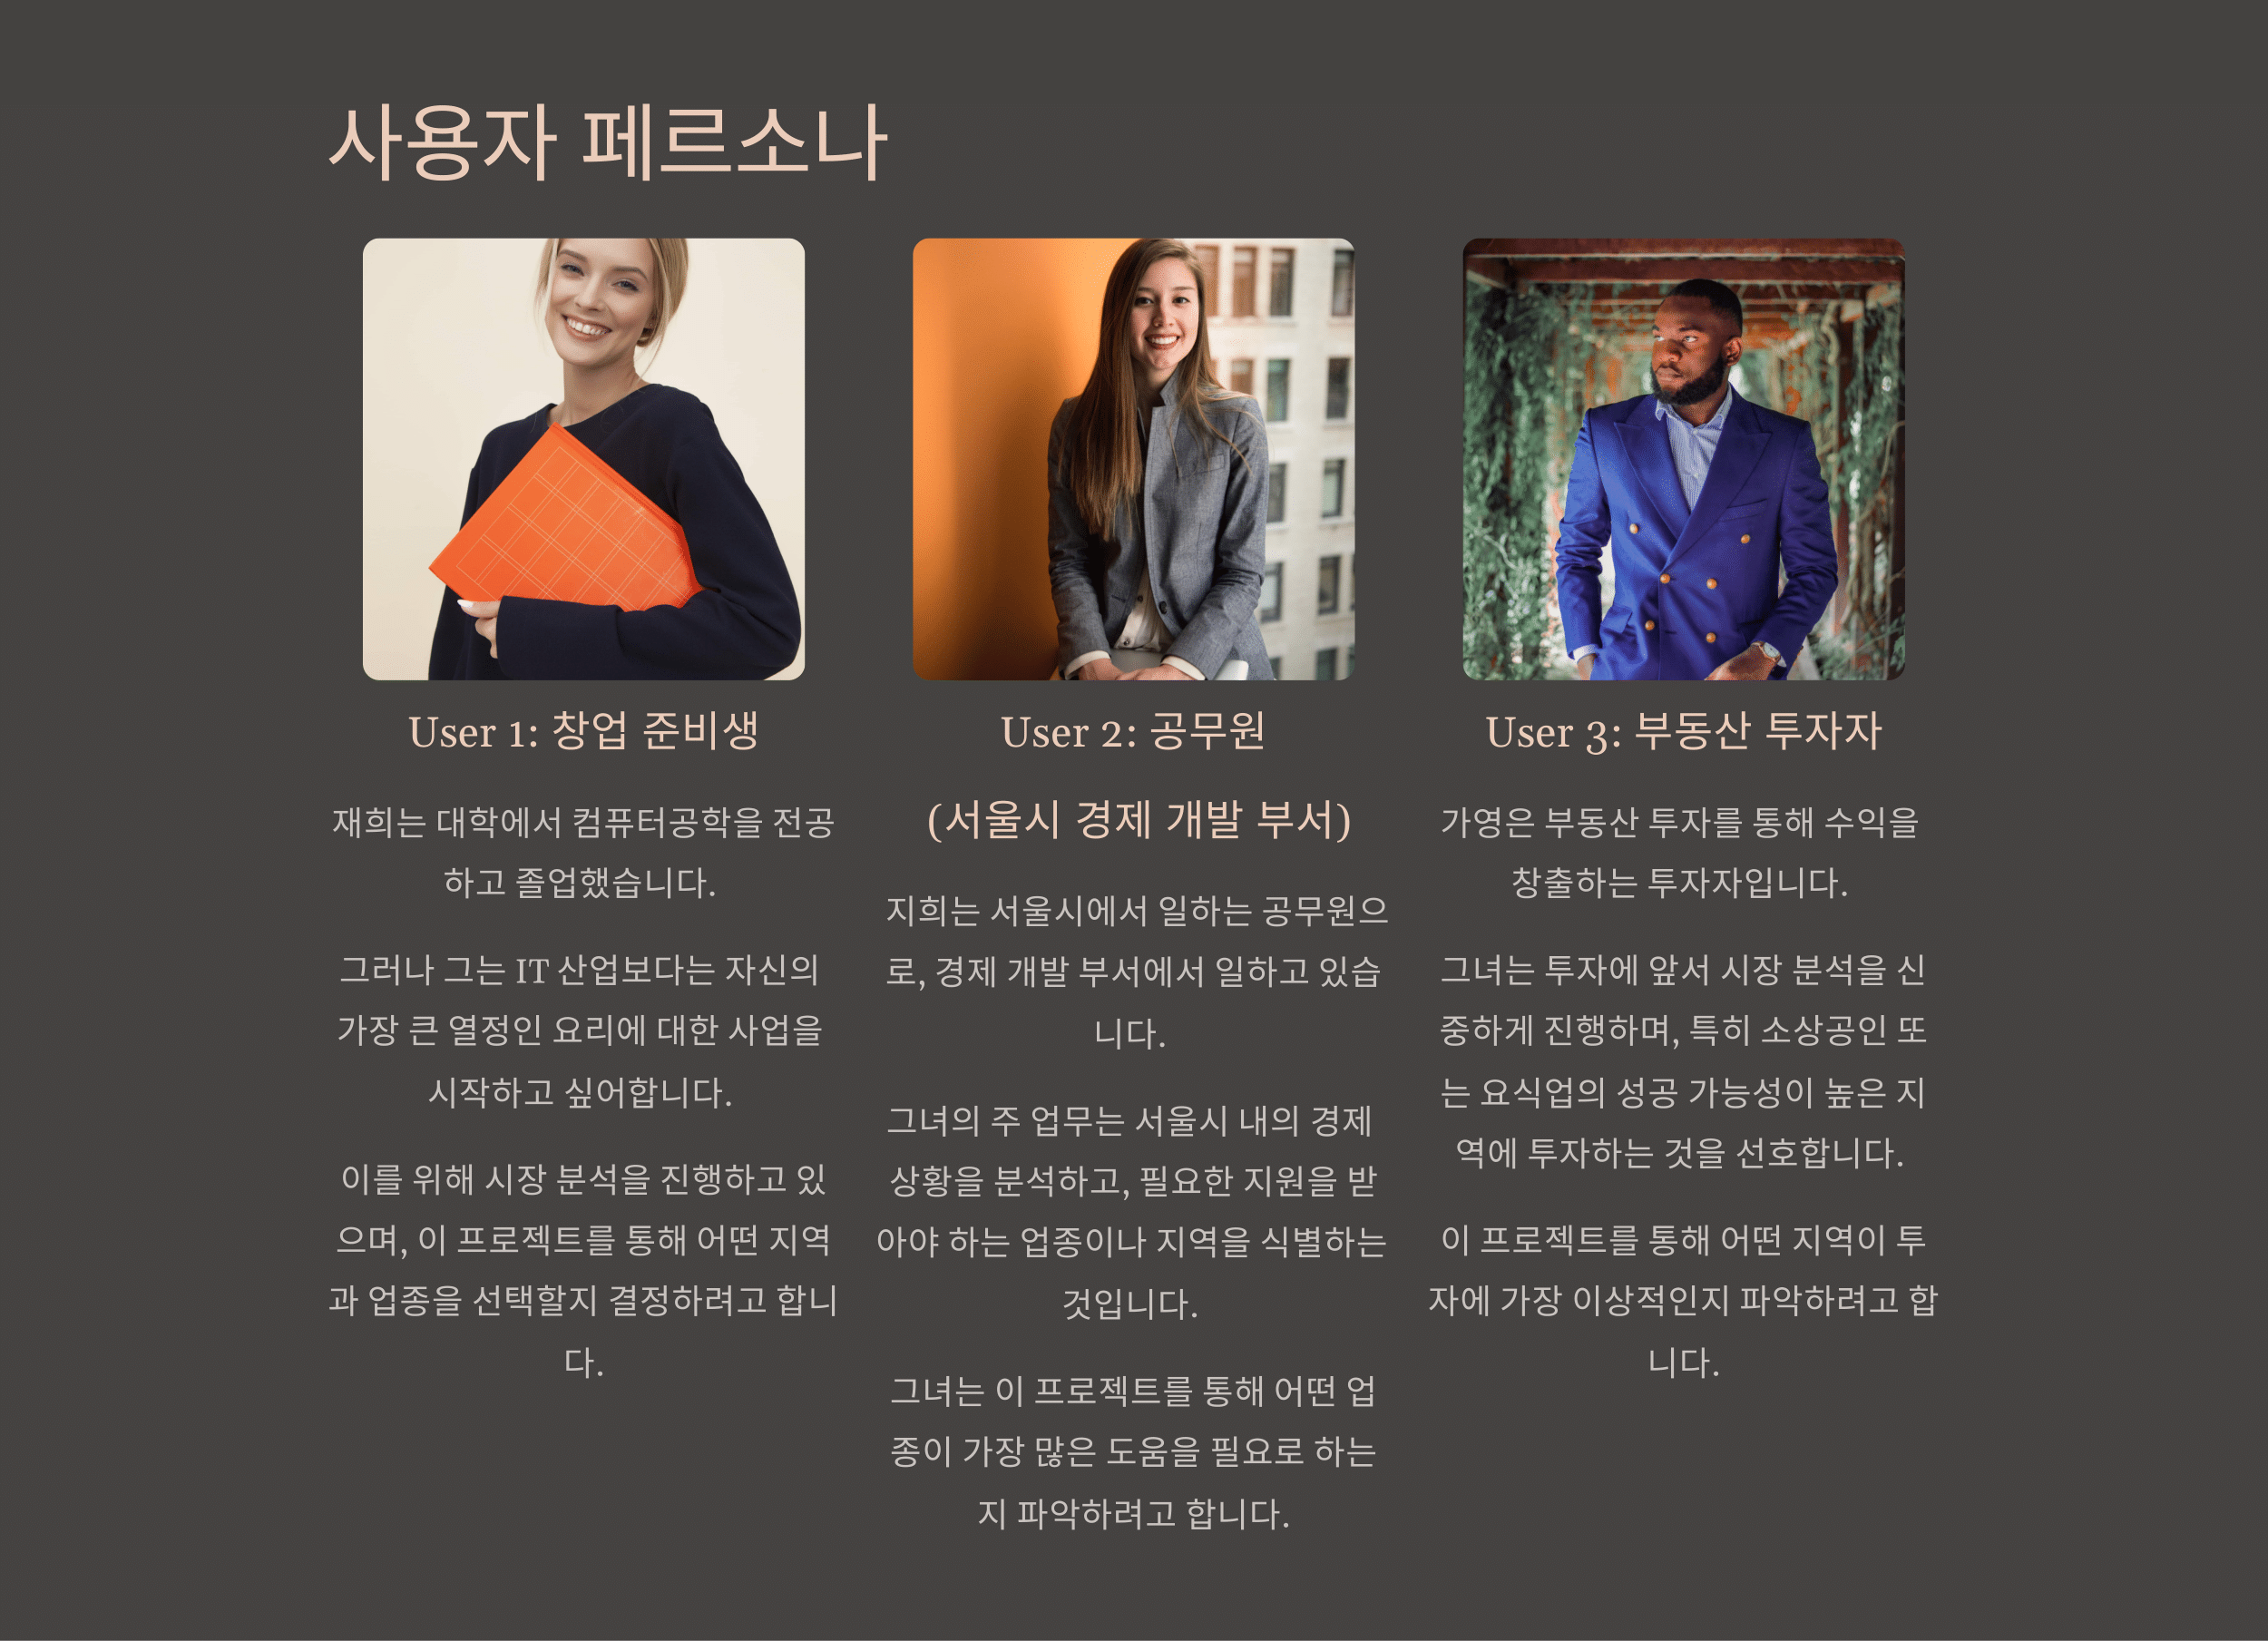 사용자 페르소나
User 1: 창업 준비생
재희는 대학에서 컴퓨터공학을 전공
하고 졸업했습니다.
그러나 그는 IT 산업보다는 자신의
가장 큰 열정인 요리에 대한 사업을
시작하고 싶어합니다.
이를 위해 시장 분석을 진행하고 있
으며, 이 프로젝트를 통해 어떤 지역
과 업종을 선택할지 결정하려고 합니
다.
User 2: 공무원
(서울시 경제 개발 부서)
지희는 서울시에서 일하는 공무원으
로, 경제 개발 부서에서 일하고 있습
니다.
그녀의 주 업무는 서울시 내의 경제
상황을 분석하고, 필요한 지원을 받
아야 하는 업종이나 지역을 식별하는
것입니다.
그녀는 이 프로젝트를 통해 어떤 업
종이 가장 많은 도움을 필요로 하는
지 파악하려고 합니다.
User 3: 부동산 투자자
가영은 부동산 투자를 통해 수익을
창출하는 투자자입니다.
그녀는 투자에 앞서 시장 분석을 신
중하게 진행하며, 특히 소상공인 또
는 요식업의 성공 가능성이 높은 지
역에 투자하는 것을 선호합니다.
이 프로젝트를 통해 어떤 지역이 투
자에 가장 이상적인지 파악하려고 합
니다.